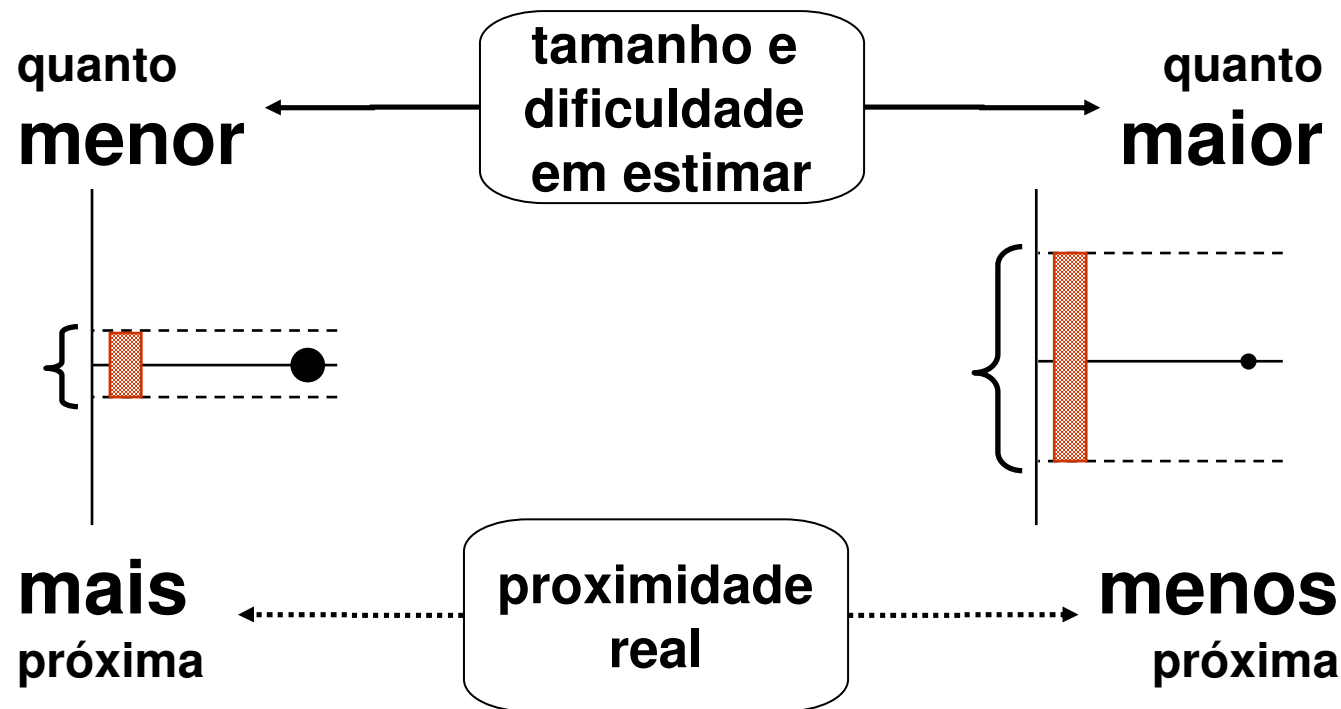 quanto
menor
tamanho e
dificuldade
em estimar
quanto
maior
mais
próxima
proximidade
real
menos
próxima